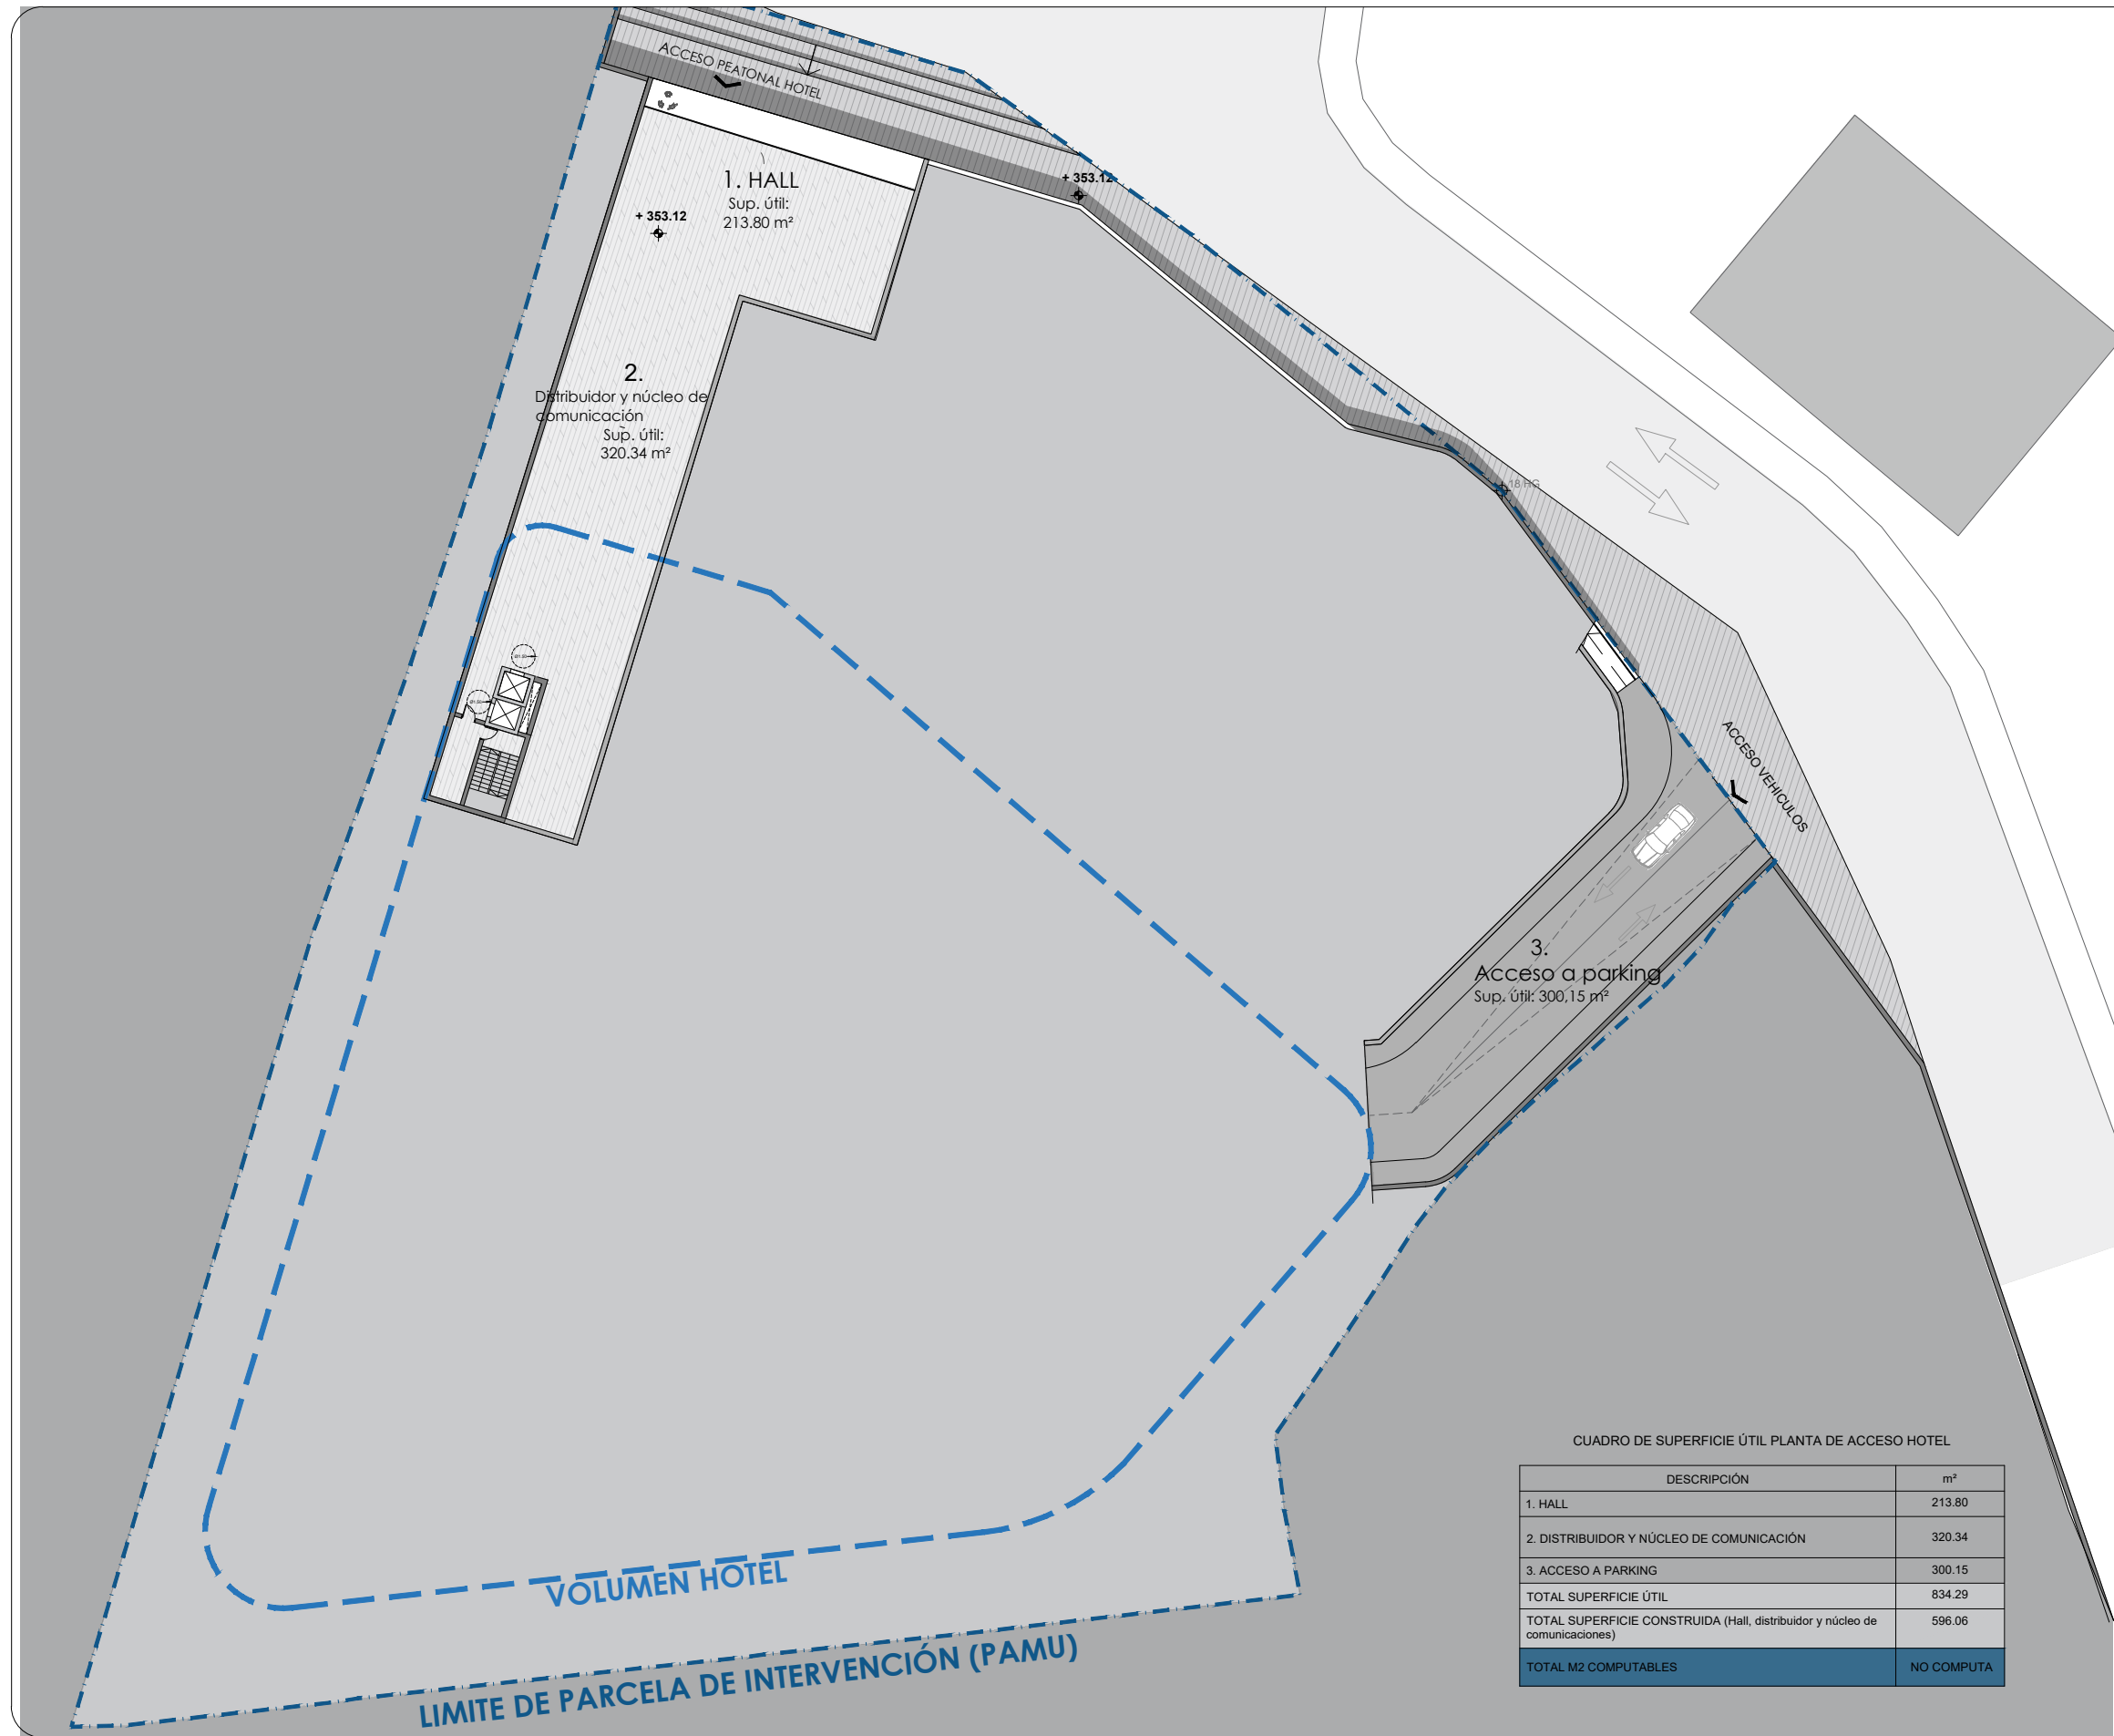 ACCESO PEATONAL HOTEL
1. HALL
Sup. útil:
213.80 m²
+ 353.12
+ 353.12
2.
Distribuidor y núcleo de
comunicación
Sup. útil:
320.34 m²
18 HG
ACCESO VEHICULOS
3.
Acceso a parking
Sup. útil: 300,15 m²
VOLUMEN HOTEL
LIMITE DE PARCELA DE INTERVENCIÓN (PAMU)
CUADRO DE SUPERFICIE ÚTIL PLANTA DE ACCESO HOTEL
DESCRIPCIÓN m²
1. HALL 213.80
2. DISTRIBUIDOR Y NÚCLEO DE COMUNICACIÓN 320.34
3. ACCESO A PARKING 300.15
TOTAL SUPERFICIE ÚTIL 834.29
TOTAL SUPERFICIE CONSTRUIDA (Hall, distribuidor y núcleo de 596.06
comunicaciones)
TOTAL M2 COMPUTABLES NO COMPUTA